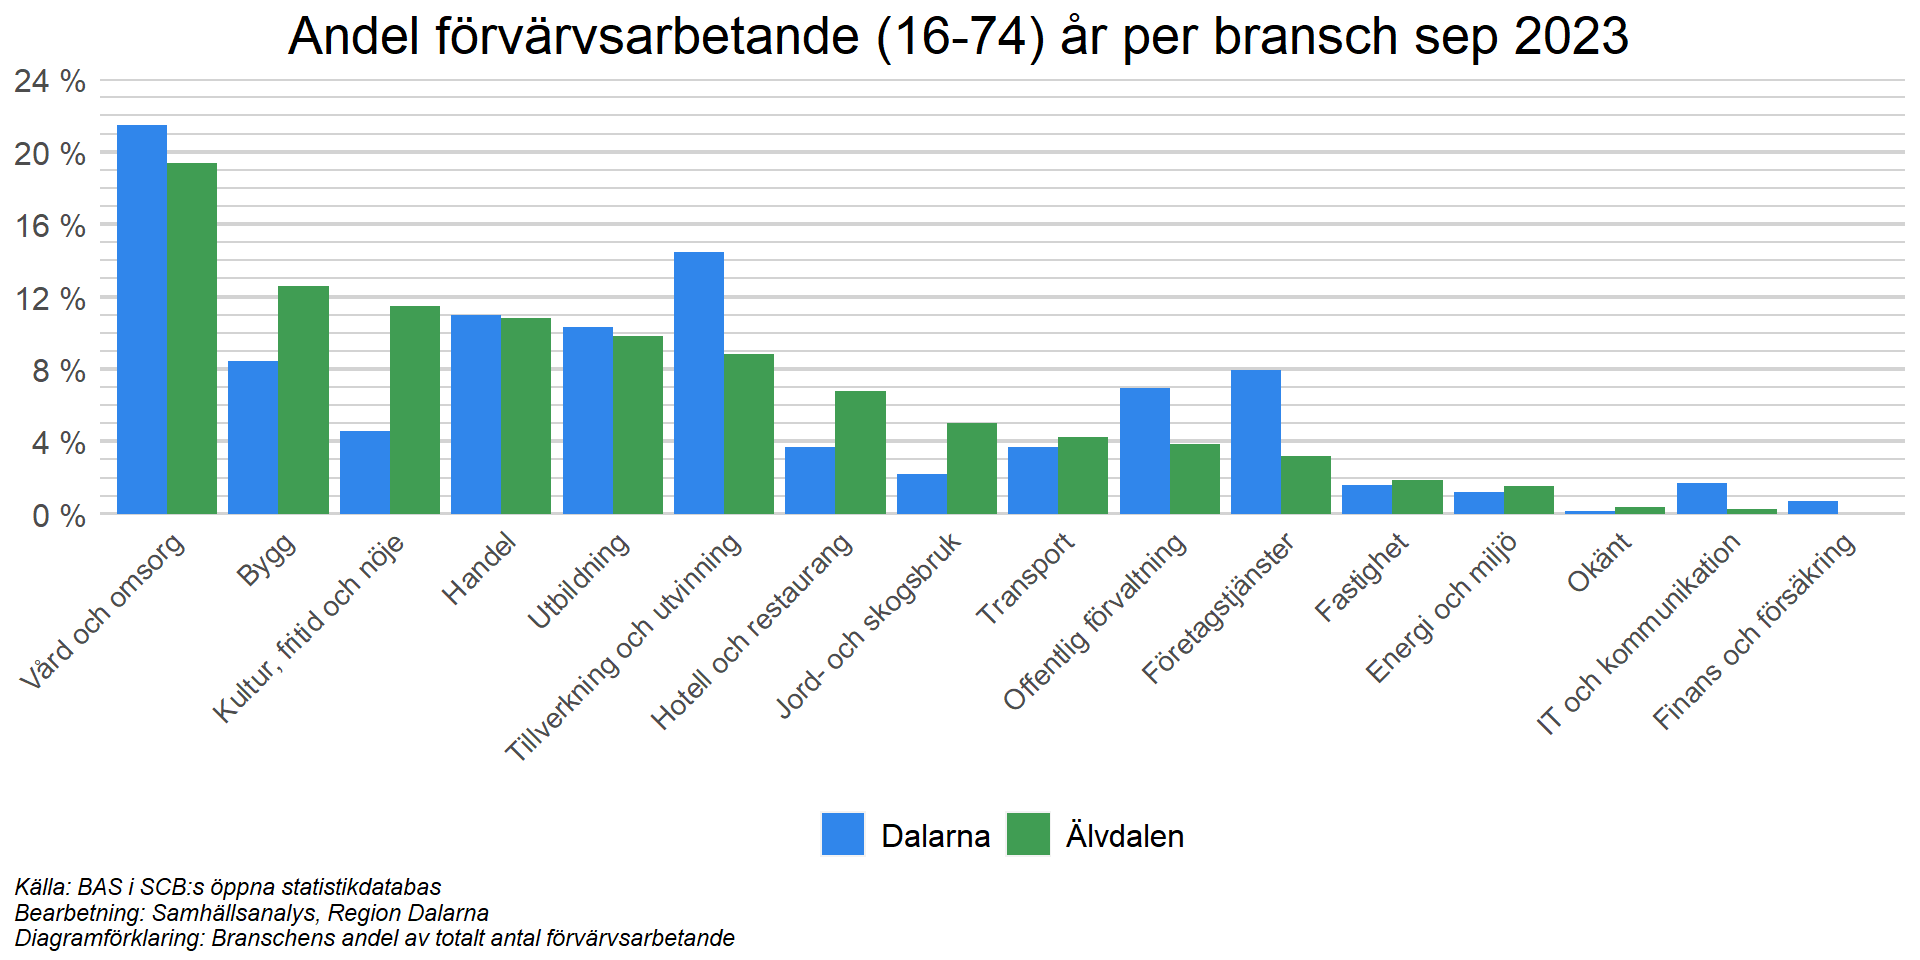 Andel förvärvsarbetande (16-74) år per bransch sep 2023
24 %
20 %
16 %
12 %
8 %
4 %
0 %
Vård och omsorg
Bygg
Kultur, fritid och nöje
Handel
Utbildning
Tillverkning och utvinning
Hotell och restaurang
Jord- och skogsbruk
Transport
Offentlig förvaltning
Företagstjänster
Fastighet
Energi och miljö
Okänt
IT och kommunikation
Finans och försäkring
Dalarna
Älvdalen
Källa: BAS i SCB:s öppna statistikdatabas
Bearbetning: Samhällsanalys, Region Dalarna
Diagramförklaring: Branschens andel av totalt antal förvärvsarbetande